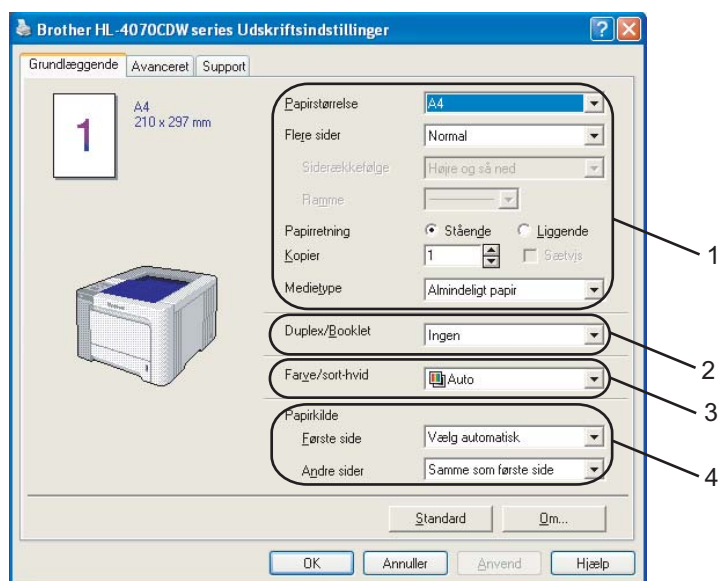 Brother HL-4070CDW series Udskriftsindstillinger
Grundlæggende Avanceret Support
1
A4
210 x 297 mm
Papirstørrelse A4
Flere sider Normal
Siderækkefølge Højre og så ned
Ramme
Papirretning Stående Liggende
Kopier 1 Sætvis
Medietype Almindeligt papir
1
Duplex/Booklet Ingen
2
Farve/sort-hvid Auto
3
Papirkilde
Første side Vælg automatisk
Andre sider Samme som første side
4
Standard Om...
OK Annuller Anvend Hjælp